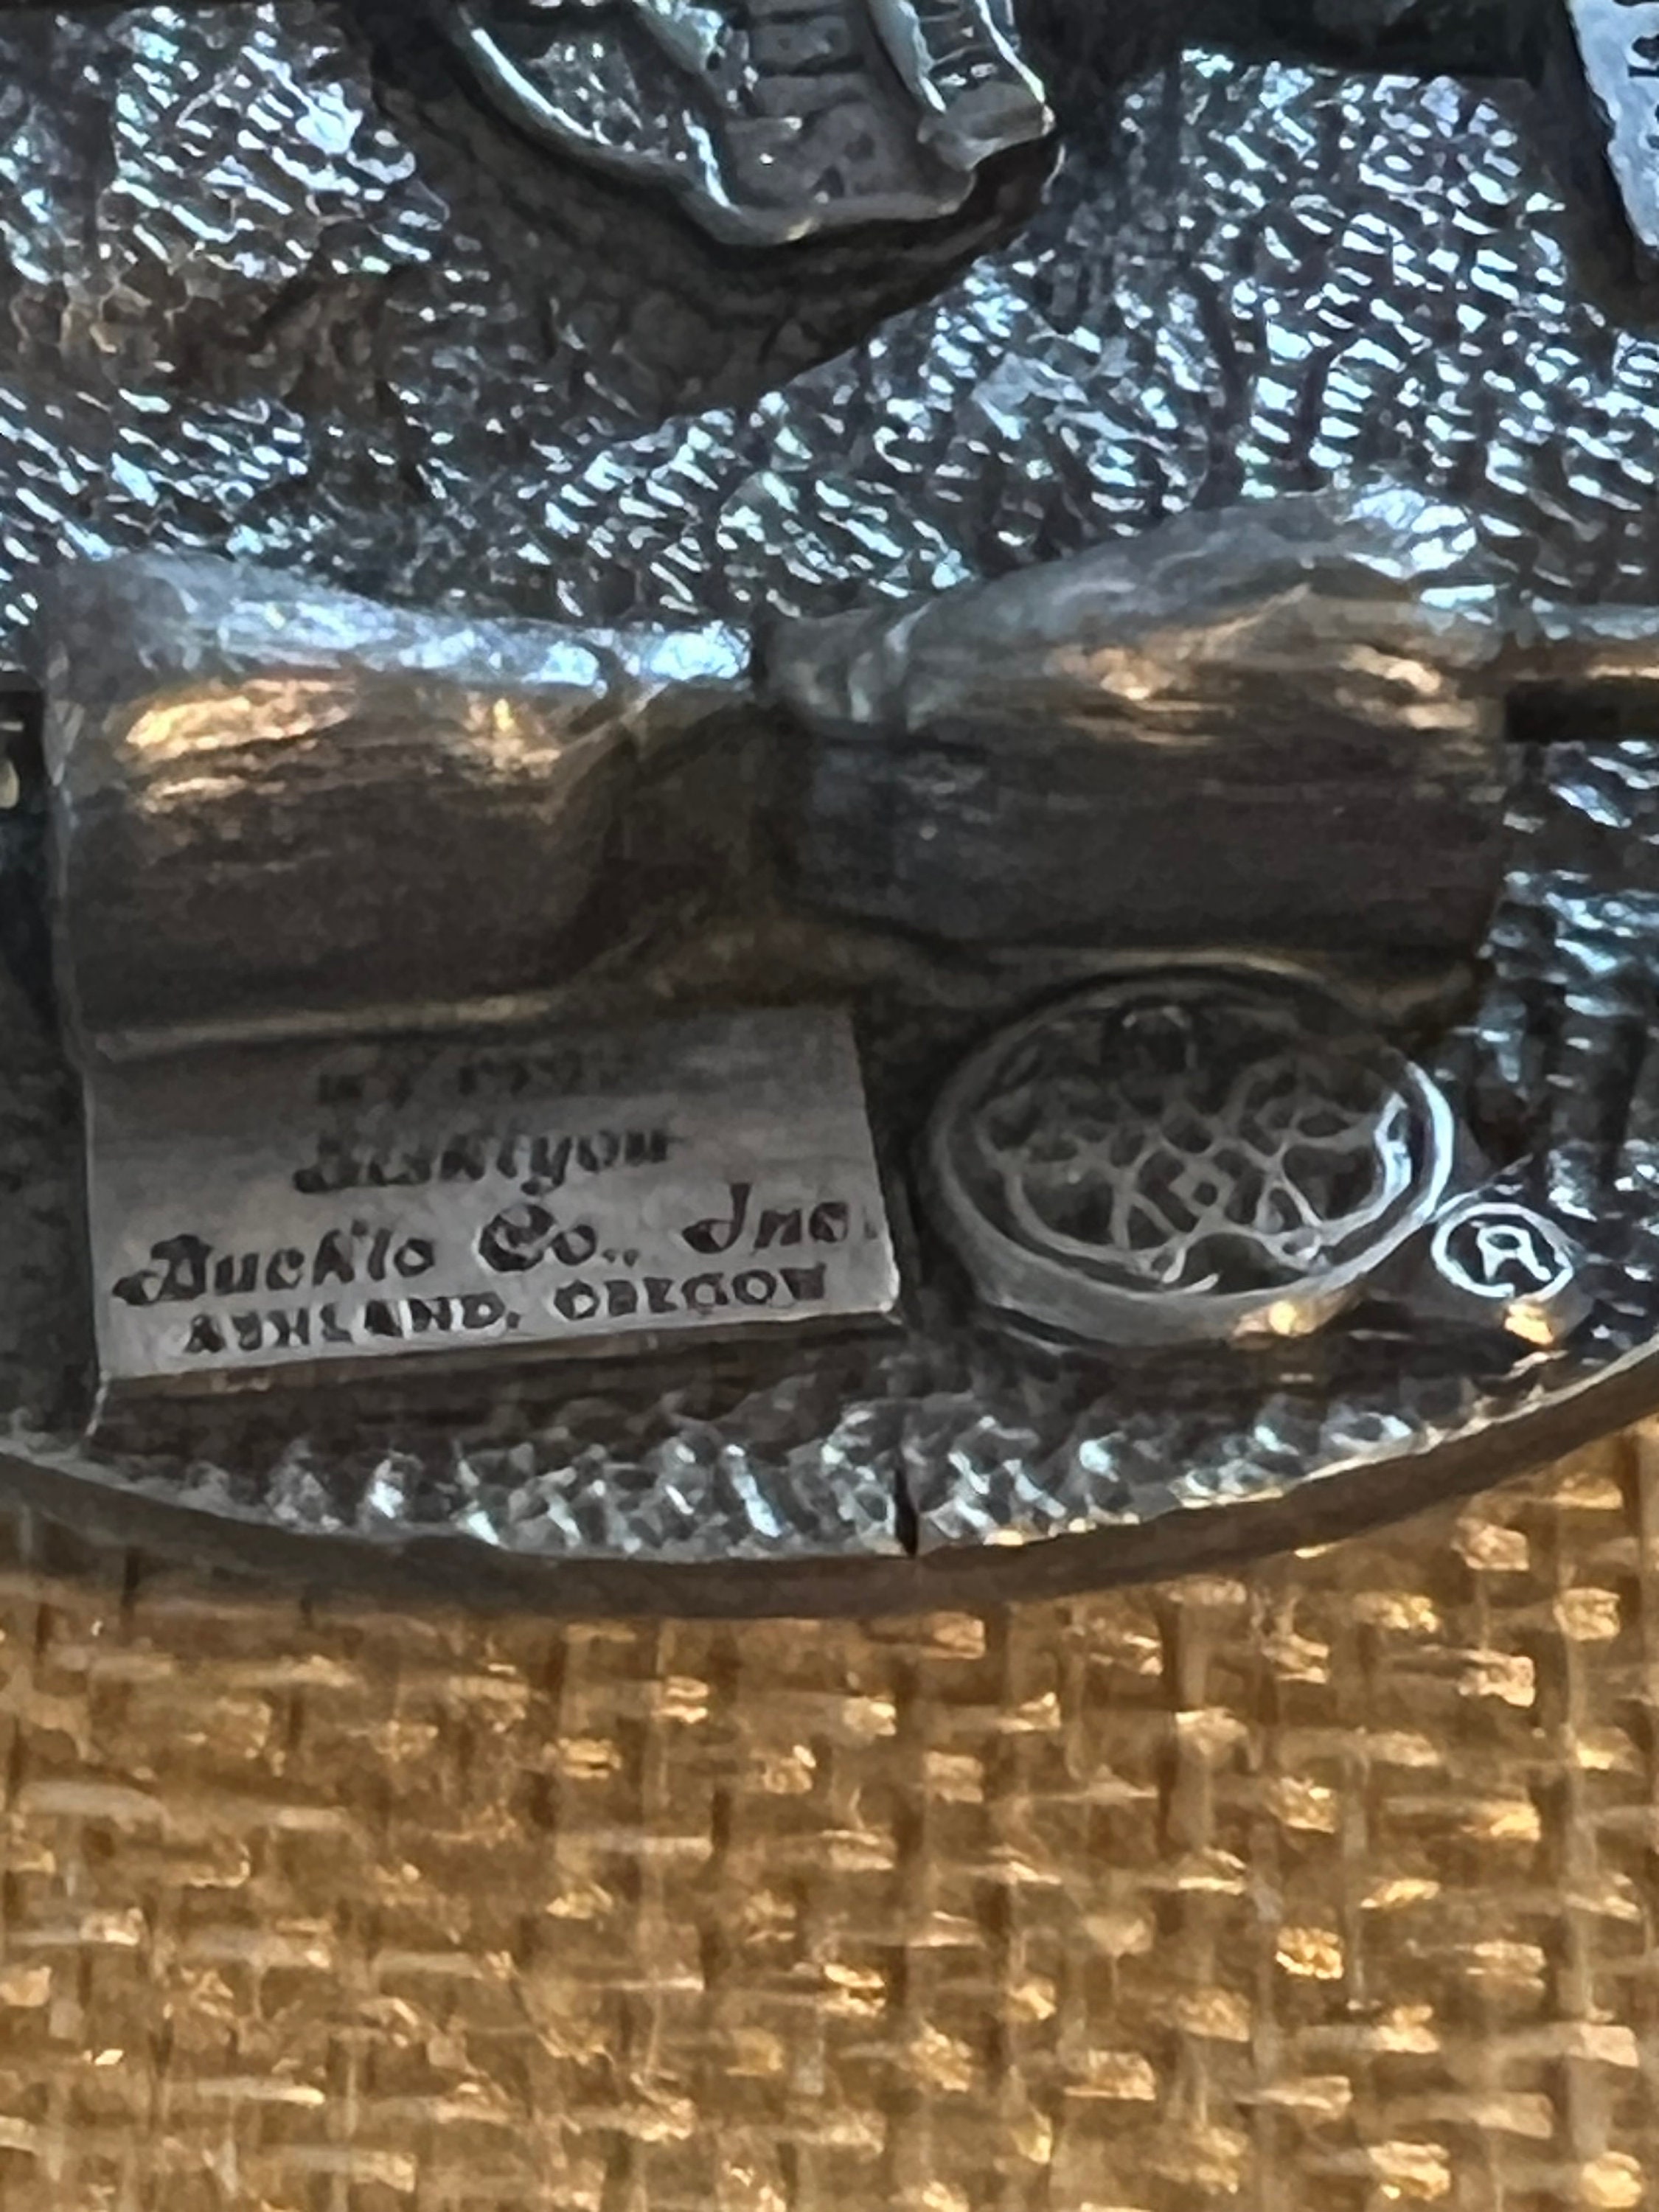 Siskiyou
Buckle Co., Inc.
ASHLAND, OREGON
®